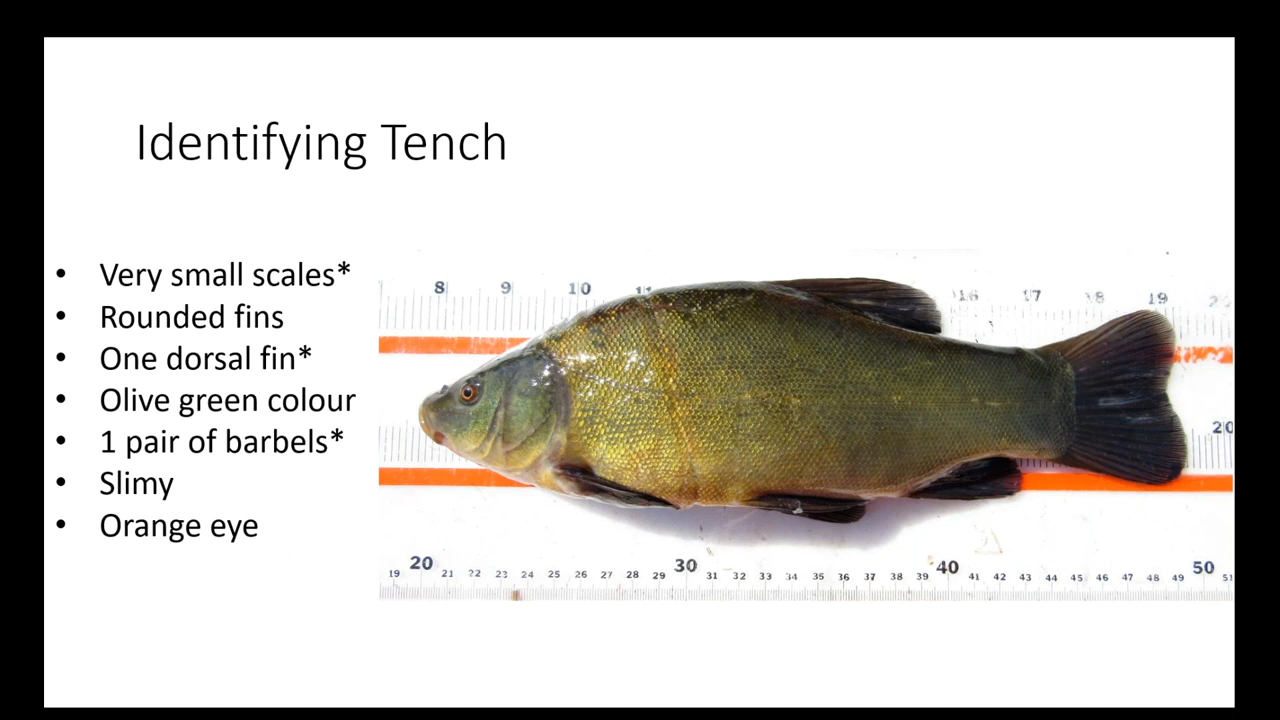 Identifying Tench
• Very small scales*
• Rounded fins
• One dorsal fin*
• Olive green colour
• 1 pair of barbels*
• Slimy
• Orange eye
8 9 10 16 17 18 19
20
20 30 40 50
19 21 22 23 24 25 26 27 28 29 31 32 33 34 35 36 37 38 39 41 42 43 44 45 46 47 48 49 51